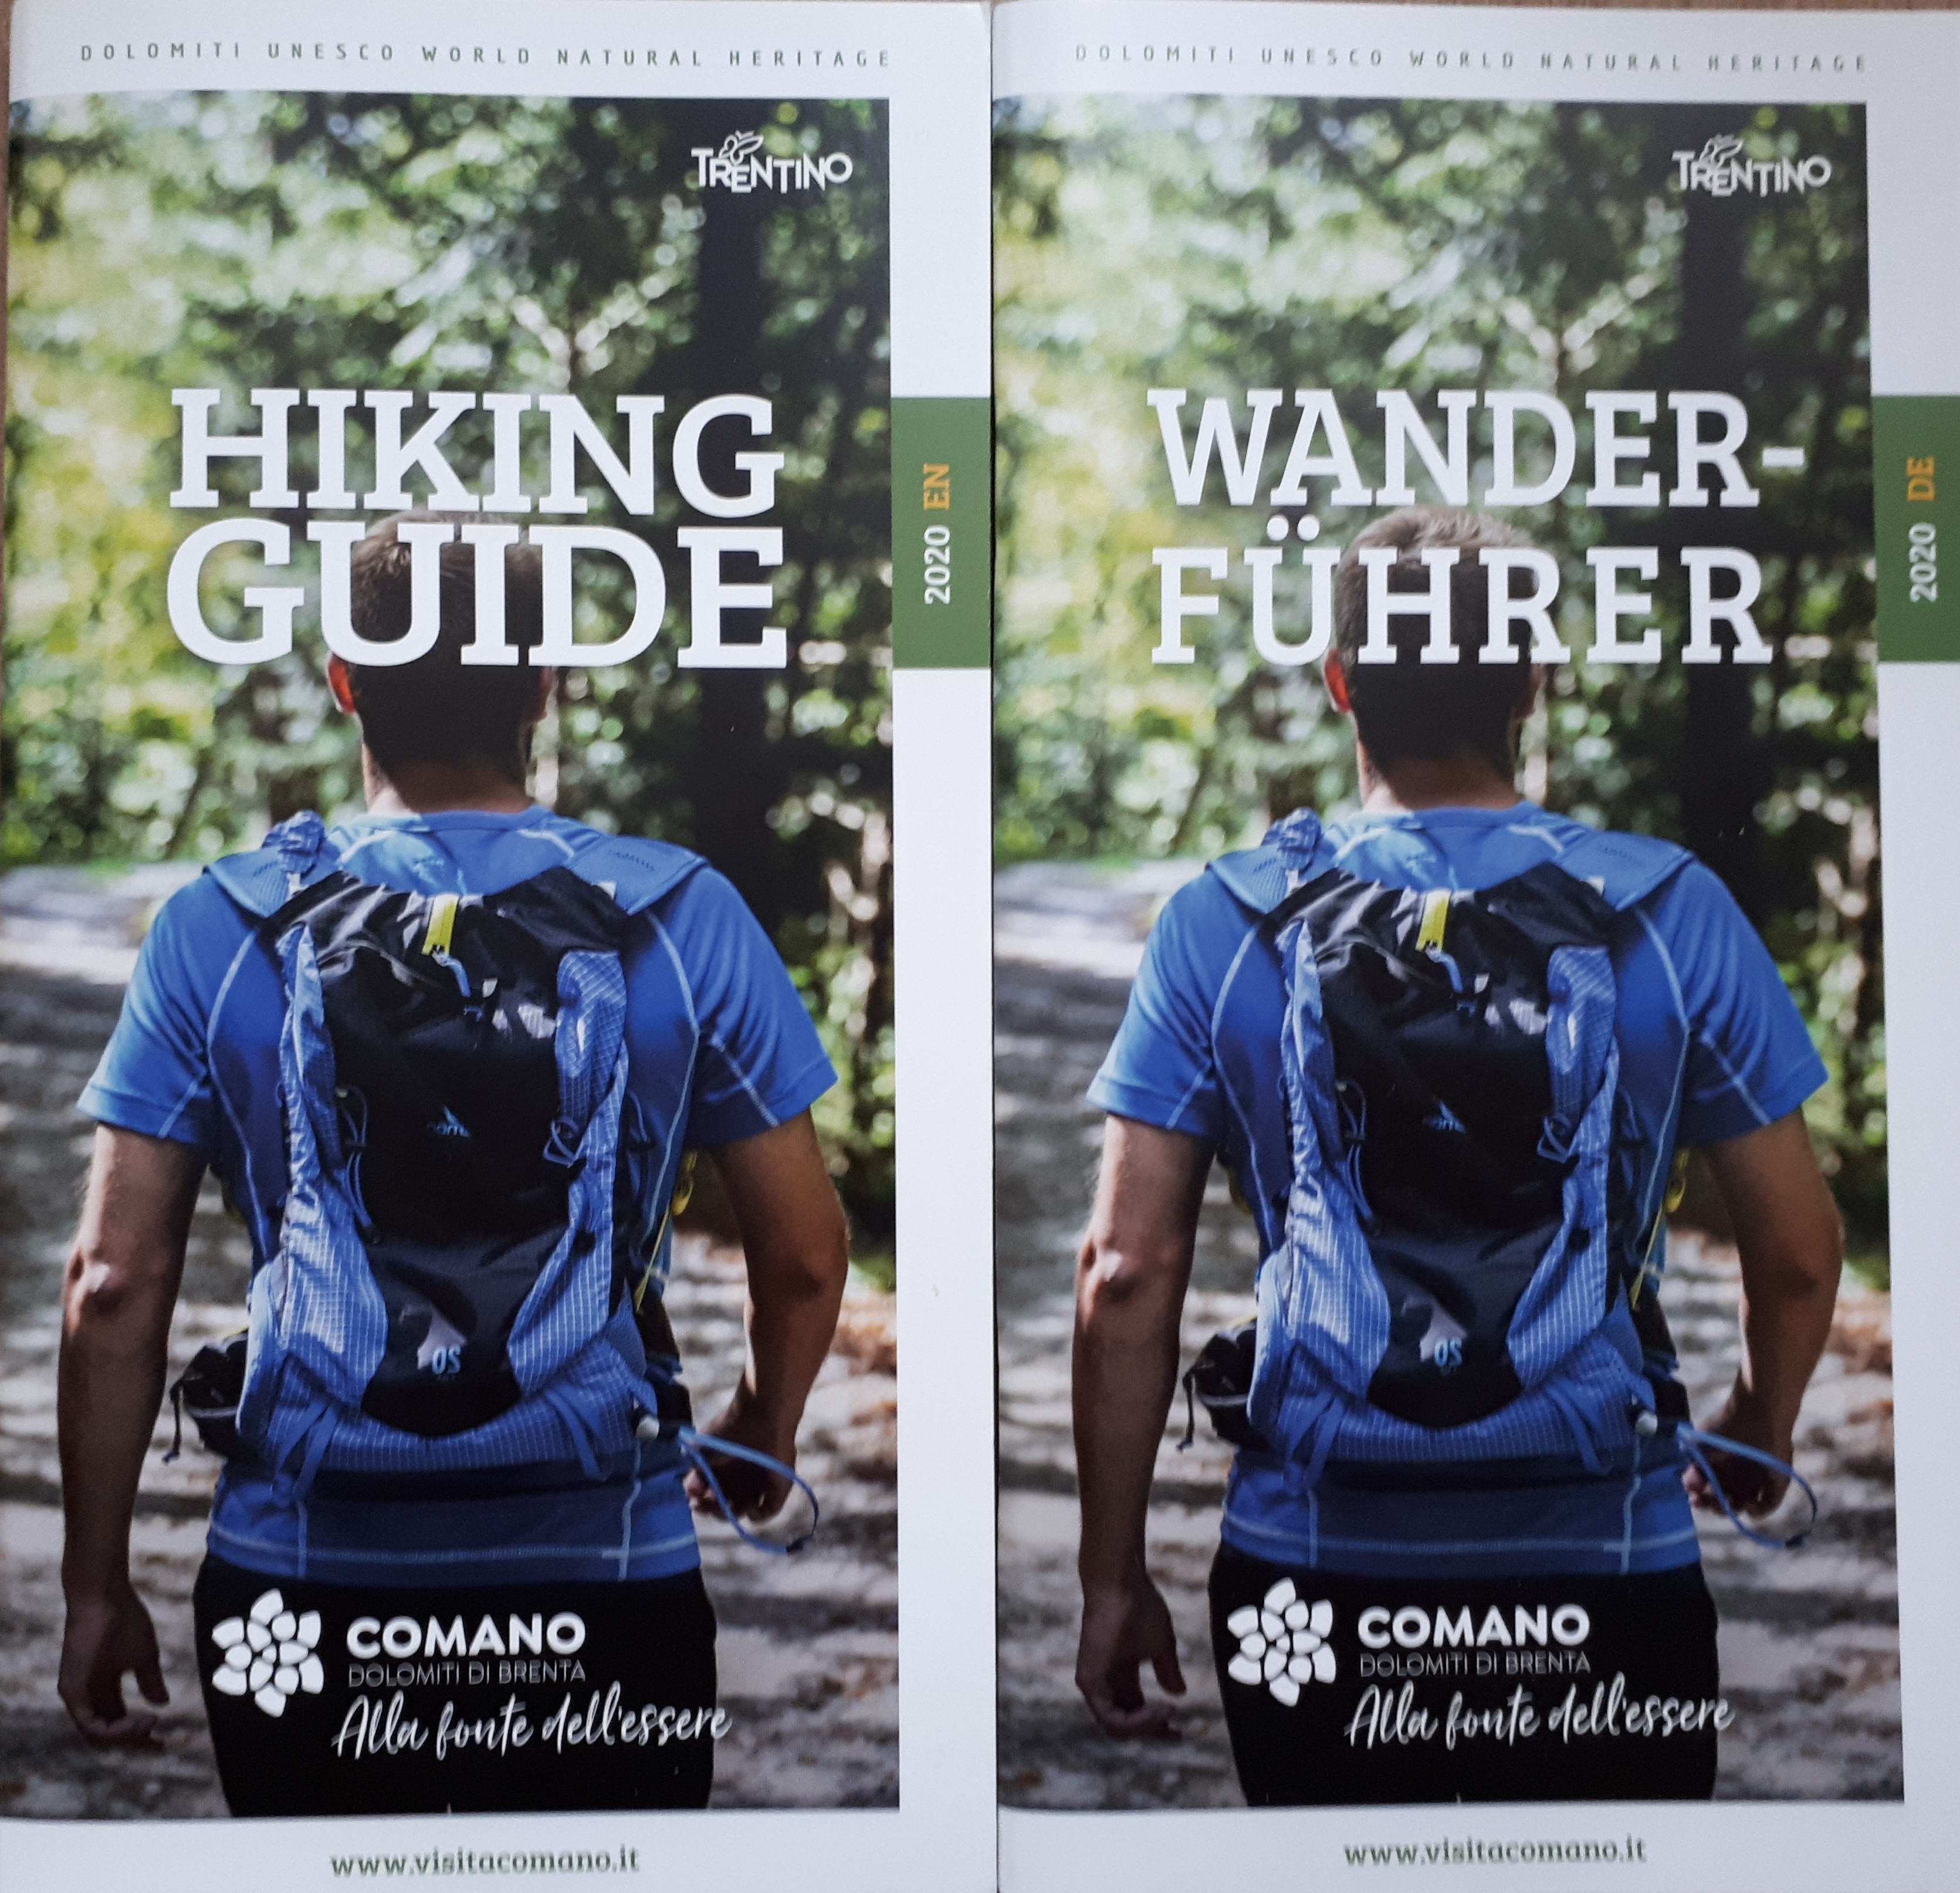 DOLOMITI UNESCO WORLD NATURAL HERITAGE
TRENTINO
HIKING
GUIDE
2020 EN
COMANO
DOLOMITI DI BRENTA
Alla fonte dell'essere
www.visitacomano.it
DOLOMITI UNESCO WORLD NATURAL HERITAGE
TRENTINO
WANDER-
FÜHRER
2020 DE
COMANO
DOLOMITI DI BRENTA
Alla fonte dell'essere
www.visitacomano.it